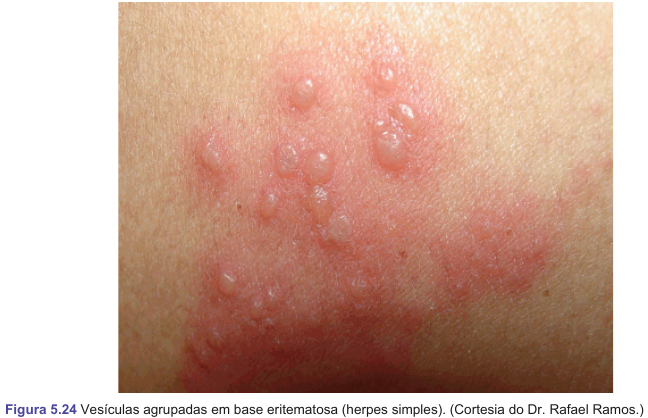 Figura 5.24 Vesículas agrupadas em base eritematosa (herpes simples). (Cortesia do Dr. Rafael Ramos.)